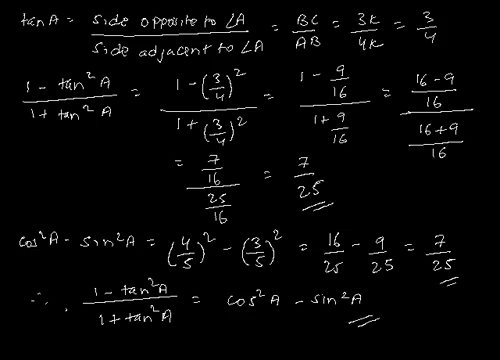 tan A = side opposite to ∠A / side adjacent to ∠A = BC/AB = 3k/4k = 3/4
(1 - tan²A)/(1 + tan²A) = (1 - (3/4)²)/(1 + (3/4)²) = (1 - 9/16)/(1 + 9/16) = ((16 - 9)/16)/((16 + 9)/16)
= (7/16)/(25/16) = 7/25
cos²A - sin²A = (4/5)² - (3/5)² = 16/25 - 9/25 = 7/25
∴ (1 - tan²A)/(1 + tan²A) = cos²A - sin²A